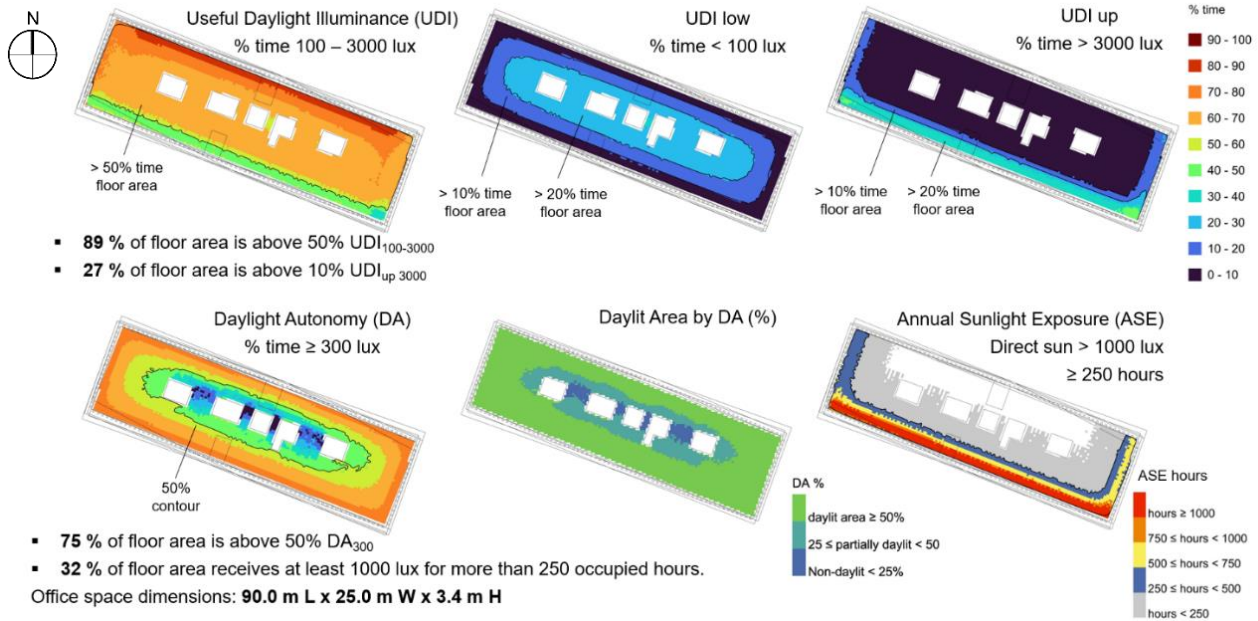 N
Useful Daylight Illuminance (UDI)
% time 100 – 3000 lux
> 50% time
floor area
UDI low
% time < 100 lux
> 10% time
floor area
> 20% time
floor area
UDI up
% time > 3000 lux
> 10% time
floor area
> 20% time
floor area
% time
90 - 100
80 - 90
70 - 80
60 - 70
50 - 60
40 - 50
30 - 40
20 - 30
10 - 20
0 - 10
▪ 89 % of floor area is above 50% UDI100-3000
▪ 27 % of floor area is above 10% UDIup 3000
Daylight Autonomy (DA)
% time ≥ 300 lux
50%
contour
Daylit Area by DA (%)
DA %
daylit area ≥ 50%
25 ≤ partially daylit < 50
Non-daylit < 25%
Annual Sunlight Exposure (ASE)
Direct sun > 1000 lux
≥ 250 hours
ASE hours
hours ≥ 1000
750 ≤ hours < 1000
500 ≤ hours < 750
250 ≤ hours < 500
hours < 250
▪ 75 % of floor area is above 50% DA300
▪ 32 % of floor area receives at least 1000 lux for more than 250 occupied hours.
Office space dimensions: 90.0 m L x 25.0 m W x 3.4 m H